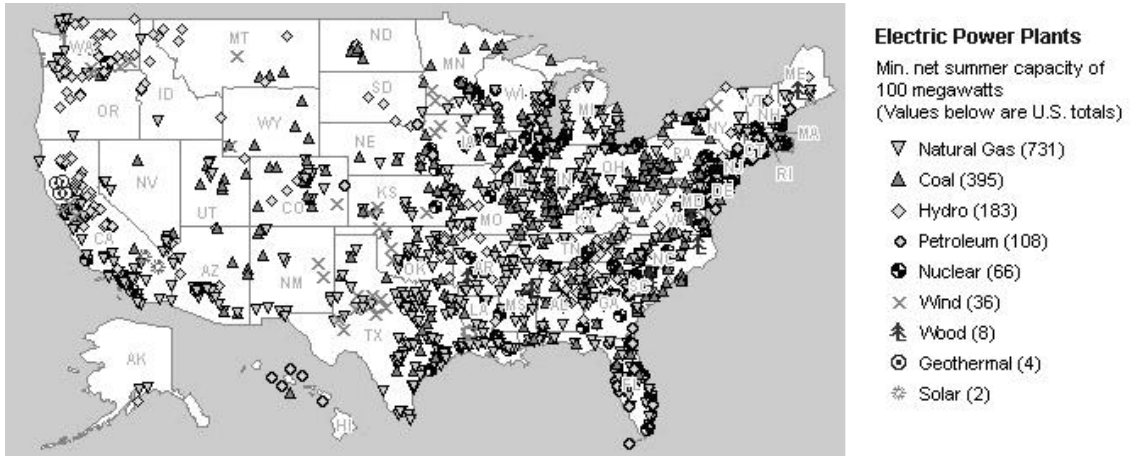 Electric Power Plants
Min. net summer capacity of
100 megawatts
(Values below are U.S. totals)
Natural Gas (731)
Coal (395)
Hydro (183)
Petroleum (108)
Nuclear (66)
Wind (36)
Wood (8)
Geothermal (4)
Solar (2)
WA
MT
ND
MN
ME
OR
ID
SD
WI
MI
VT
NH
NY
MA
WY
IA
CT
RI
NE
PA
NJ
NV
OH
IL
IN
MD
DE
UT
CO
KS
MO
KY
WV
VA
CA
TN
NC
AZ
NM
OK
AR
SC
MS
AL
GA
TX
LA
AK
FL
HI